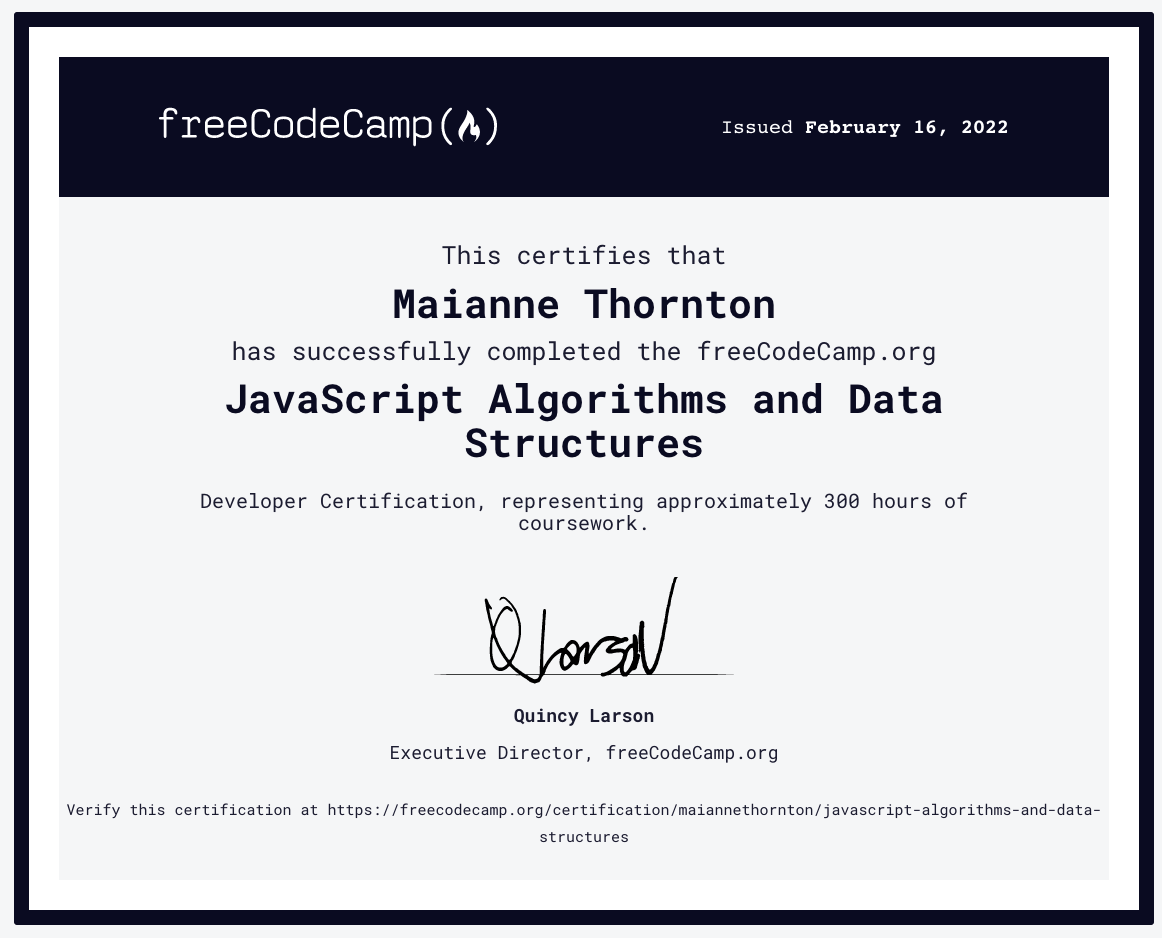 freeCodeCamp(🔥)
Issued February 16, 2022
This certifies that
Maianne Thornton
has successfully completed the freeCodeCamp.org
JavaScript Algorithms and Data
Structures
Developer Certification, representing approximately 300 hours of
coursework.
Q Larson
Quincy Larson
Executive Director, freeCodeCamp.org
Verify this certification at https://freecodecamp.org/certification/maiannethornton/javascript-algorithms-and-data-
structures